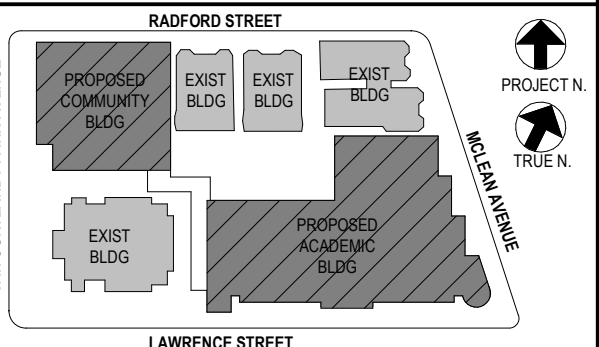 RADFORD STREET
PROPOSED
COMMUNITY
BLDG
EXIST
BLDG
EXIST
BLDG
EXIST
BLDG
PROJECT N.
TRUE N.
MCLEAN AVENUE
EXIST
BLDG
PROPOSED
ACADEMIC
BLDG
LAWRENCE STREET